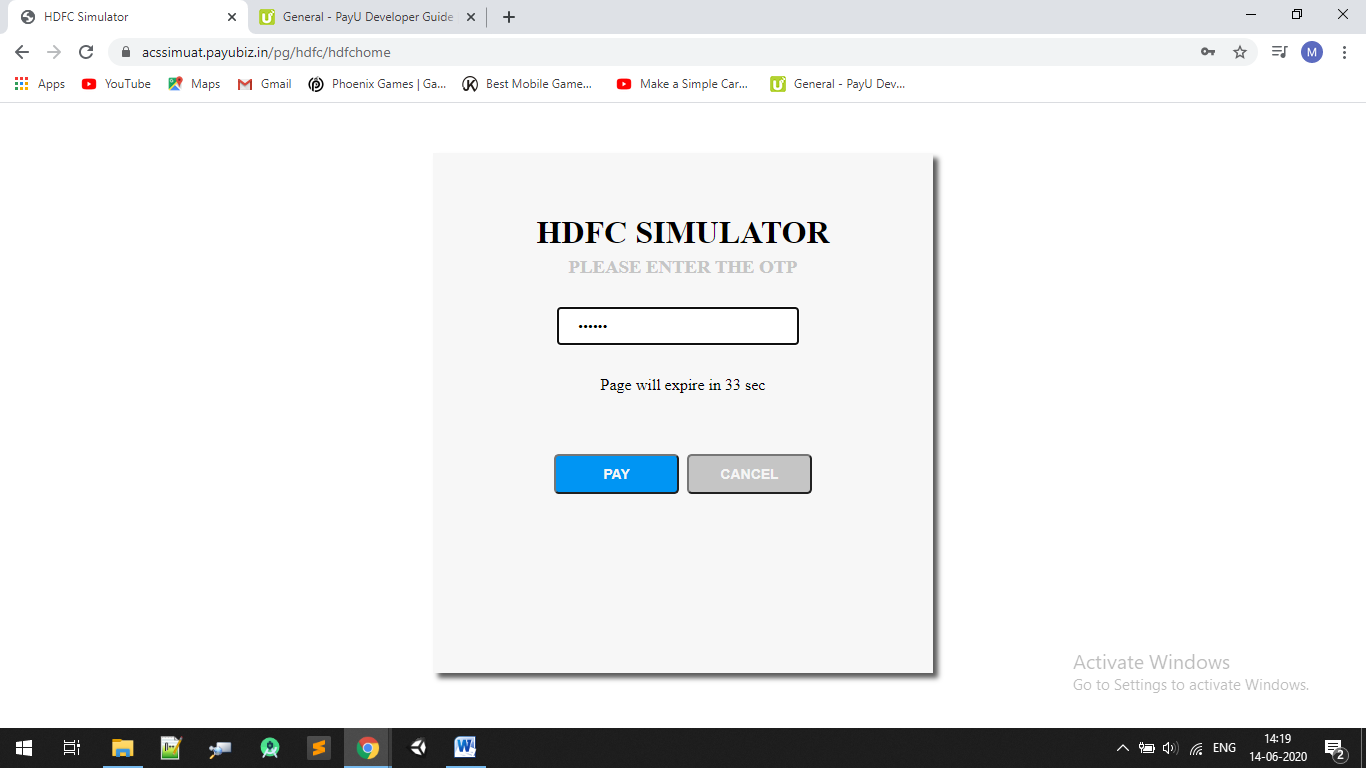 HDFC Simulator
General - PayU Developer Guide
acssimuat.payubiz.in/pg/hdfc/hdfchome
M
Apps
YouTube
Maps
Gmail
Phoenix Games | Ga...
Best Mobile Game...
Make a Simple Car...
General - PayU Dev...
HDFC SIMULATOR
PLEASE ENTER THE OTP
••••••
Page will expire in 33 sec
PAY
CANCEL
Activate Windows
Go to Settings to activate Windows.
ENG
14:19
14-06-2020
2